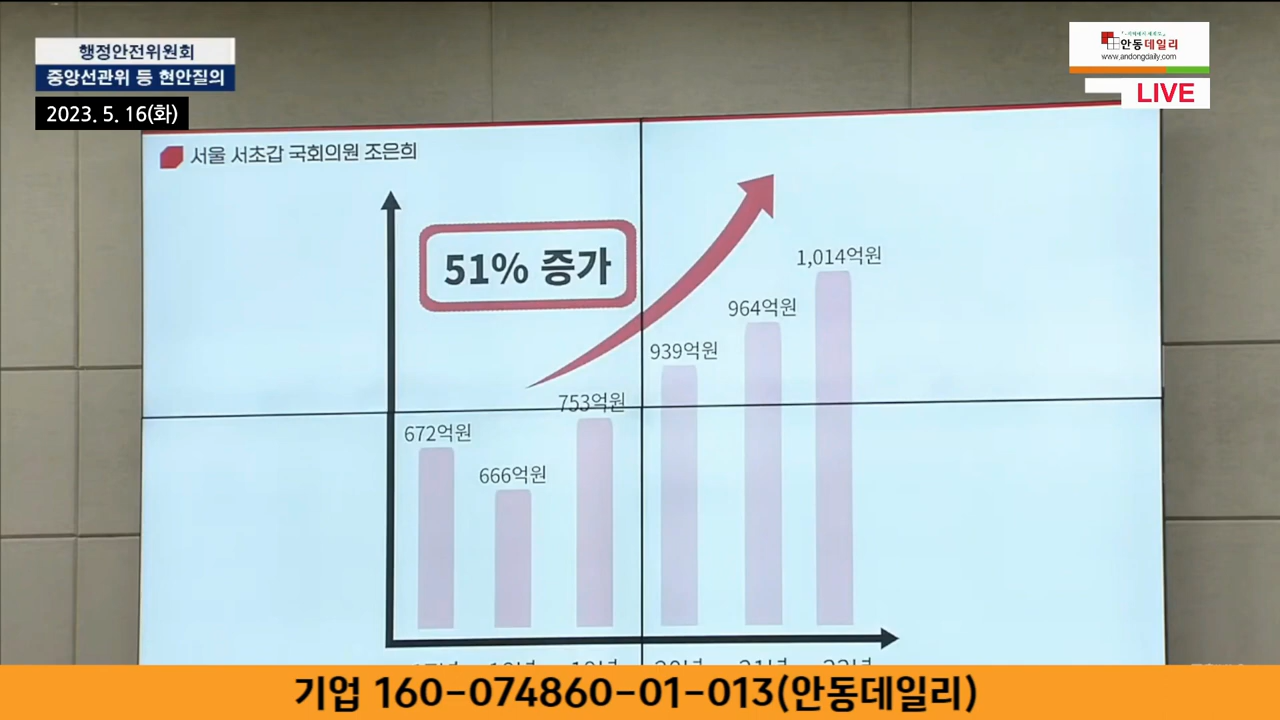 행정안전위원회
중앙선관위 등 현안질의
2023. 5. 16(화)
안동데일리
www.andongdaily.com
LIVE
서울 서초갑 국회의원 조은희
51% 증가
1,014억원
964억원
939억원
753억원
672억원
666억원
기업 160-074860-01-013(안동데일리)